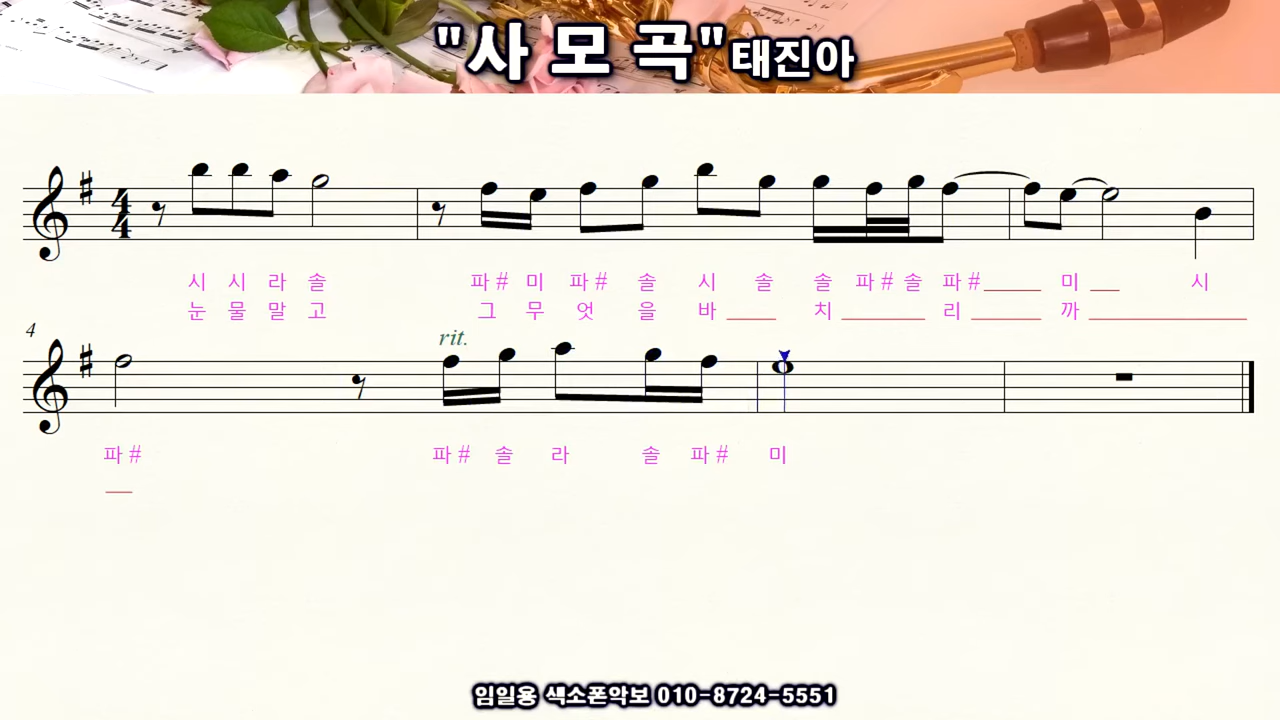 "사 모 곡" 태진아
시 시 라 솔 파# 미 파# 솔 시 솔 솔 파# 솔 파# 미 시
눈 물 말 고 그 무 엇 을 바 치 리 까
4
rit.
파# 파# 솔 라 솔 파# 미
임일용 색소폰악보 010-8724-5551